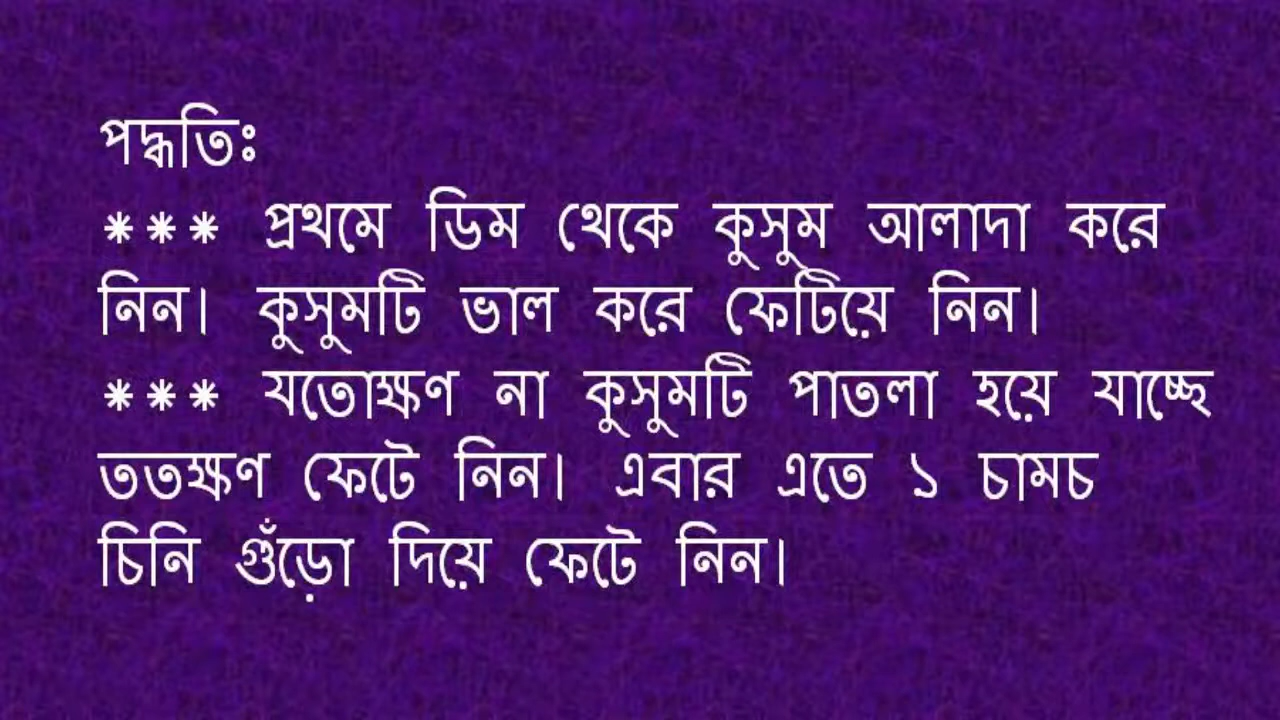 পদ্ধতিঃ
*** প্রথমে ডিম থেকে কুসুম আলাদা করে
নিন। কুসুমটি ভাল করে ফেটিয়ে নিন।
*** যতোক্ষণ না কুসুমটি পাতলা হয়ে যাচ্ছে
ততক্ষণ ফেটে নিন। এবার এতে ১ চামচ
চিনি গুঁড়ো দিয়ে ফেটে নিন।